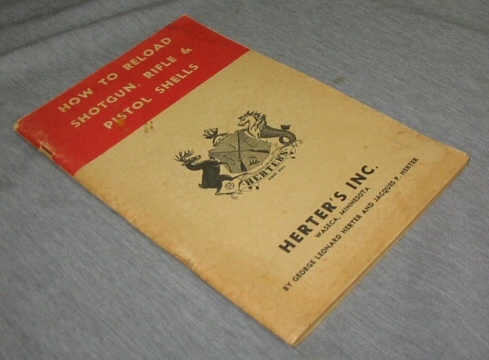 HOW TO RELOAD
SHOTGUN, RIFLE &
PISTOL SHELLS
HERTER'S
HERTER'S INC.
WASECA, MINNESOTA
BY GEORGE LEONARD HERTER AND JACQUES P. HERTER